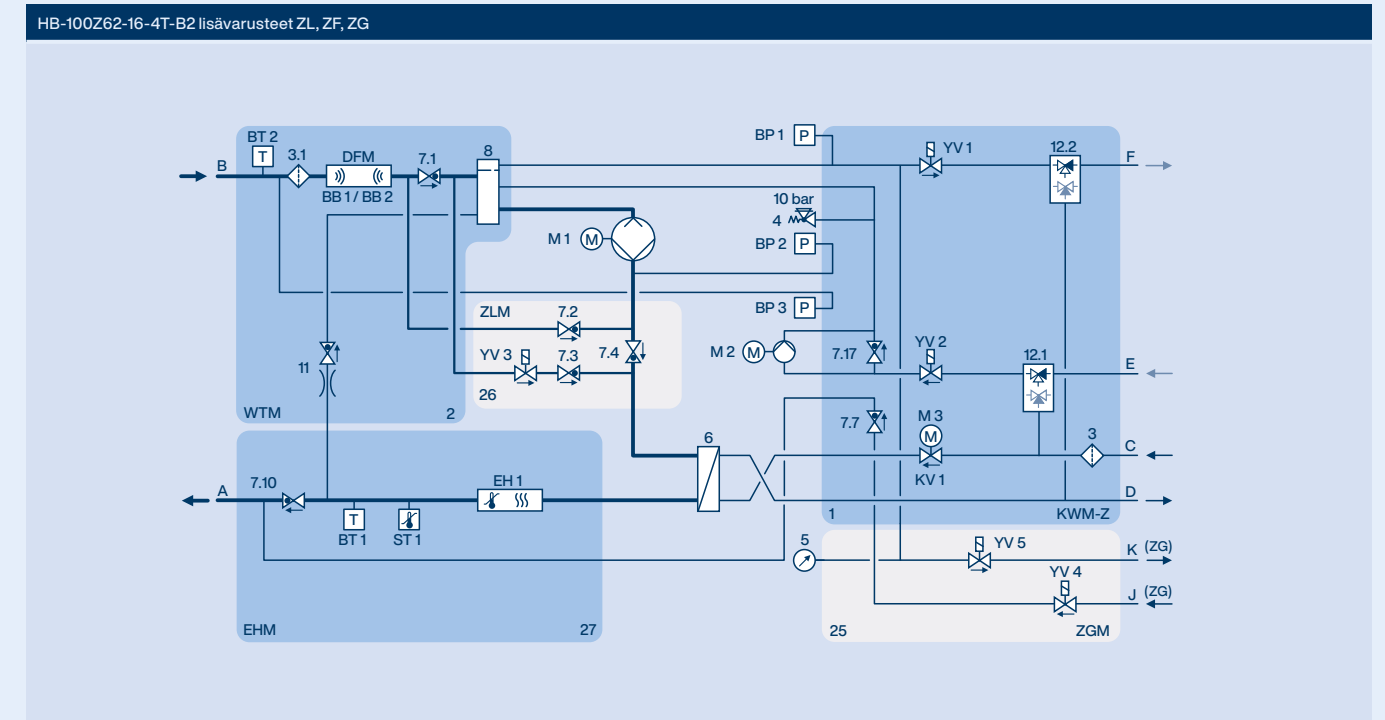 HB-100Z62-16-4T-B2 lisävarusteet ZL, ZF, ZG
BT 2
T
3.1
DFM
BB 1 / BB 2
7.1
8
B
BP 1
P
YV 1
12.2
F
10 bar
4
M 1
M
BP 2
P
BP 3
P
ZLM
7.2
YV 3
7.3
7.4
26
M 2
M
7.17
YV 2
12.1
E
11
WTM
2
7.7
M 3
M
KV 1
3
C
6
A
7.10
EH 1
T
BT 1
ST 1
D
1
KWM-Z
5
YV 5
K (ZG)
YV 4
J (ZG)
EHM
27
25
ZGM